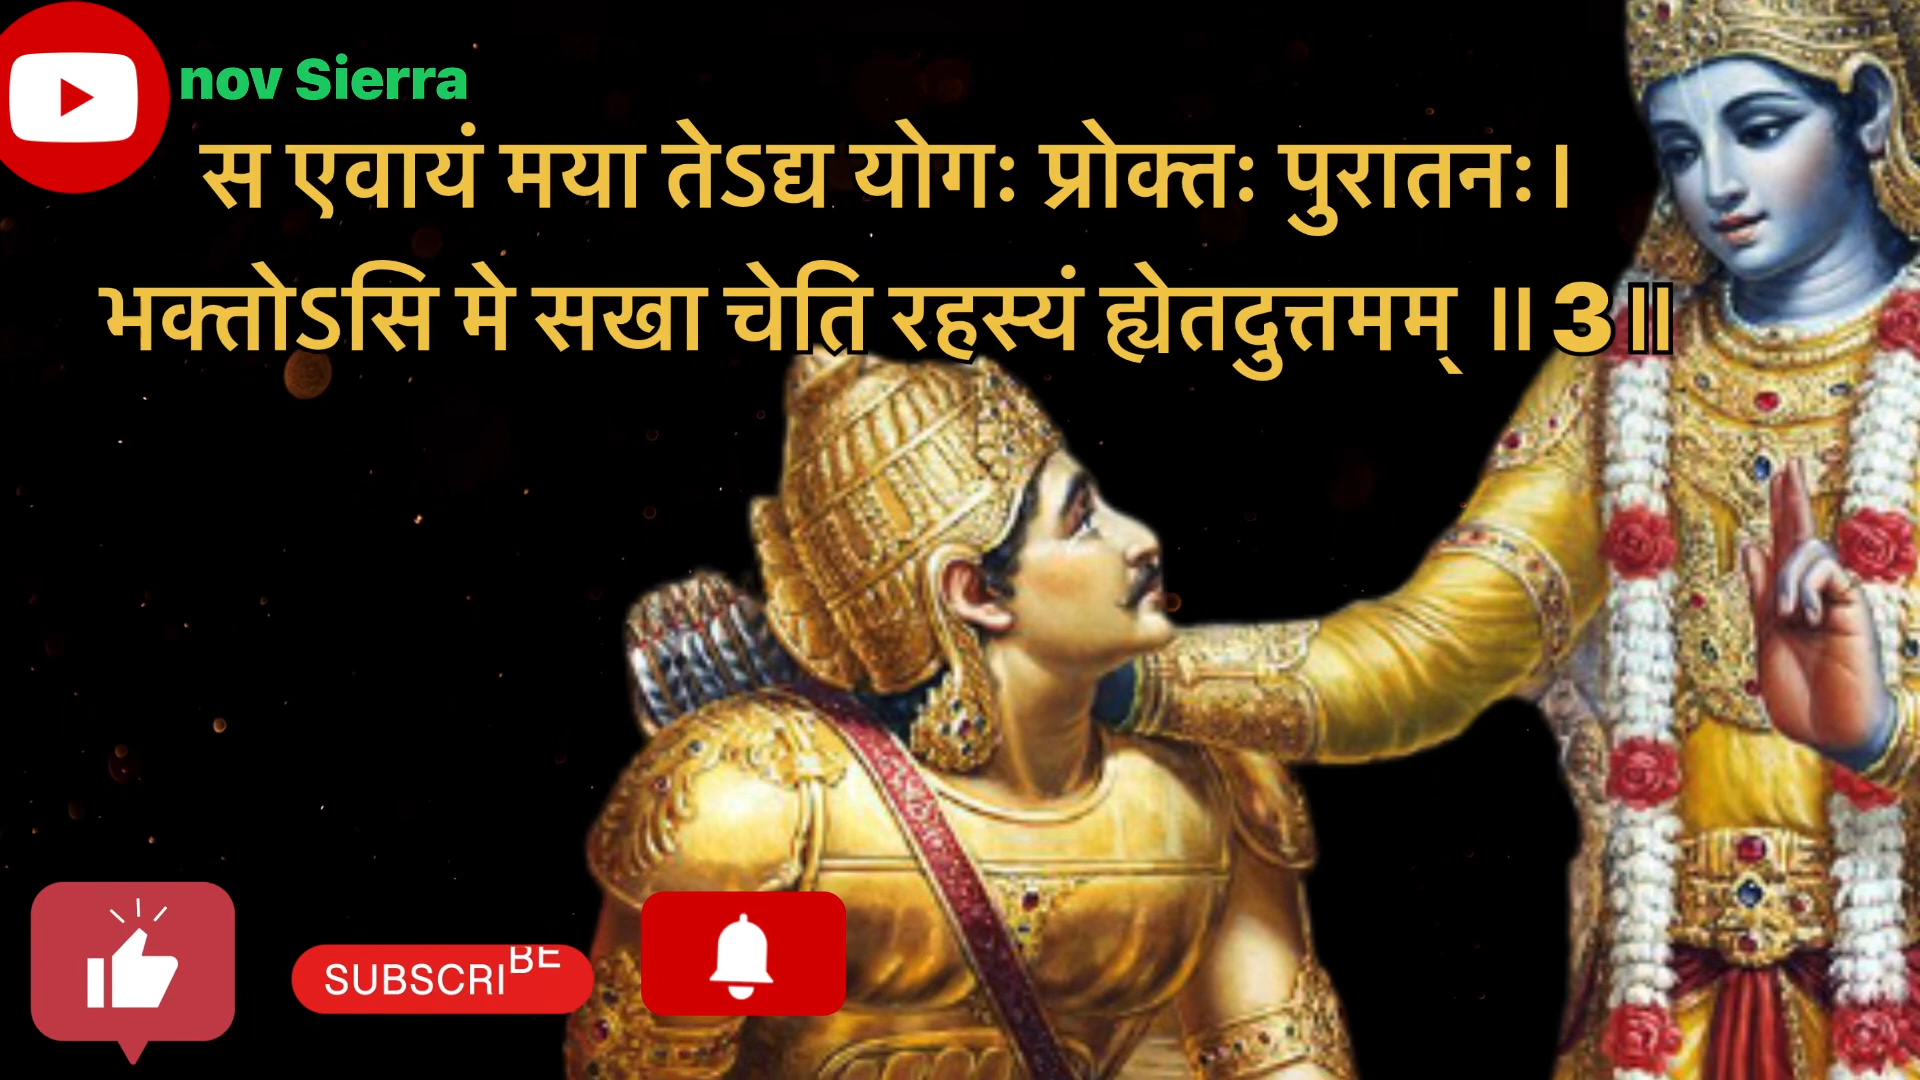 nov Sierra
स एवायं मया तेऽद्य योगः प्रोक्तः पुरातनः।
भक्तोऽसि मे सखा चेति रहस्यं ह्येतदुत्तमम् ॥3॥
SUBSCRIBE